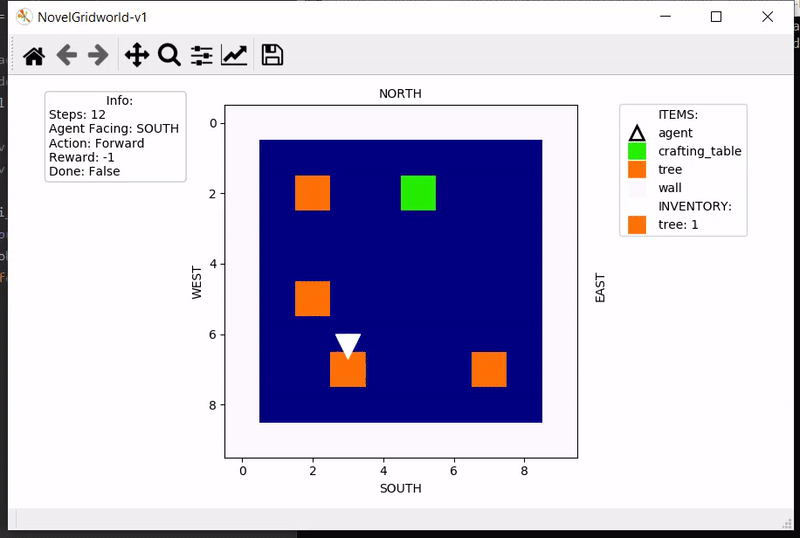 NovelGridworld-v1
Info:
Steps: 12
Agent Facing: SOUTH
Action: Forward
Reward: -1
Done: False
NORTH
0
2
4
6
8
WEST
EAST
0 2 4 6 8
SOUTH
ITEMS:
agent
crafting_table
tree
wall
INVENTORY:
tree: 1